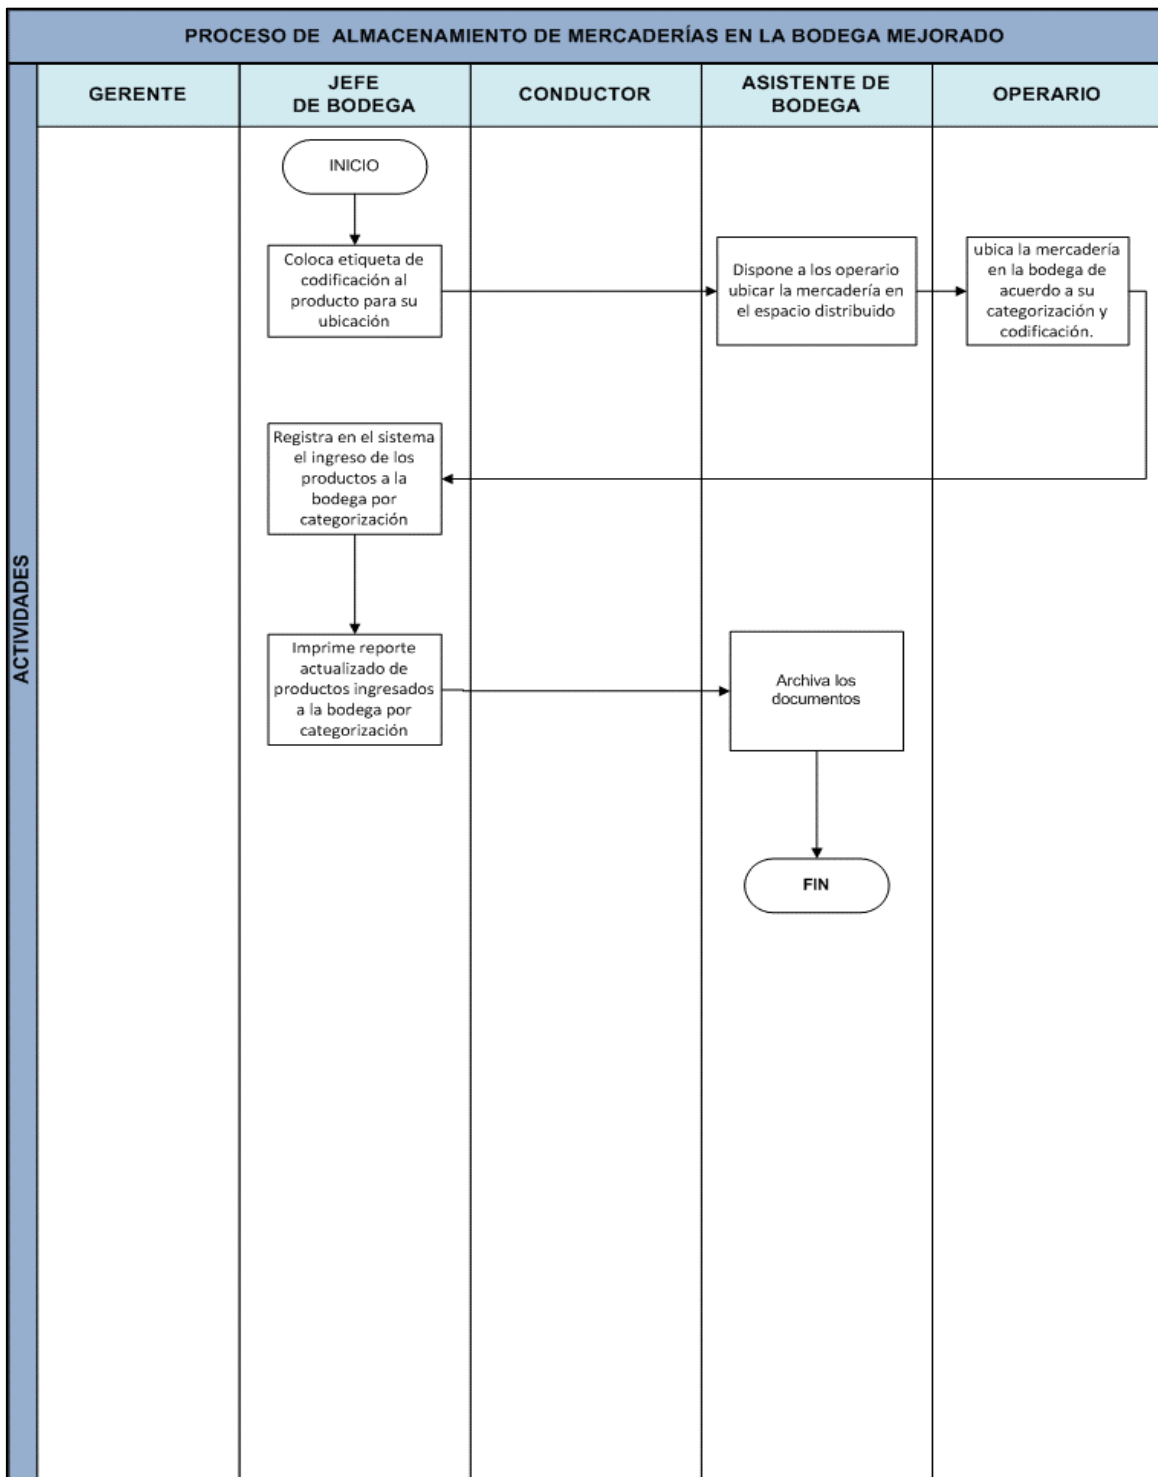 PROCESO DE ALMACENAMIENTO DE MERCADERÍAS EN LA BODEGA MEJORADO
ACTIVIDADES
GERENTE
JEFE
DE BODEGA
CONDUCTOR
ASISTENTE DE
BODEGA
OPERARIO
INICIO
Coloca etiqueta de
codificación al
producto para su
ubicación
Dispone a los operario
ubicar la mercadería en
el espacio distribuido
ubica la mercadería
en la bodega de
acuerdo a su
categorización y
codificación.
Registra en el sistema
el ingreso de los
productos a la
bodega por
categorización
Imprime reporte
actualizado de
productos ingresados
a la bodega por
categorización
Archiva los
documentos
FIN